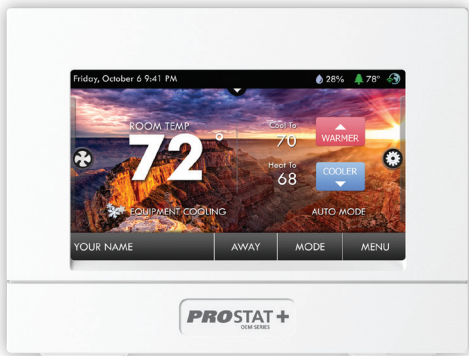 Friday, October 6 9:41 PM
28% 78°
ROOM TEMP
72°
Cool To
70
WARMER
Heat To
68
COOLER
EQUIPMENT COOLING
AUTO MODE
YOUR NAME AWAY MODE MENU
PROSTAT+
OEM SERIES